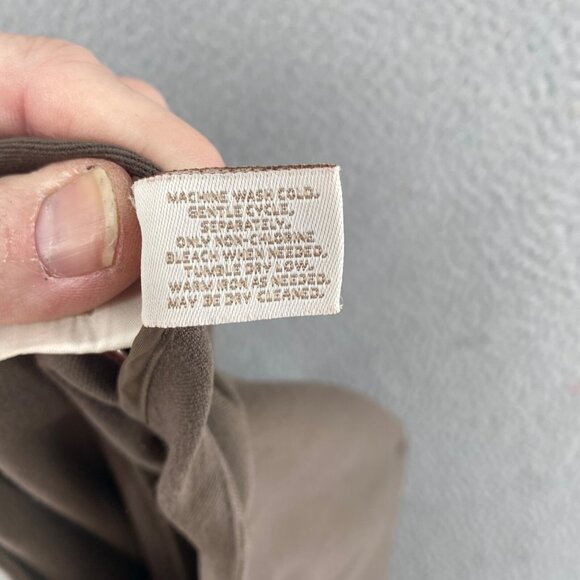 MACHINE WASH COLD,
GENTLE CYCLE,
SEPARATELY,
ONLY NON-CHLORINE
BLEACH WHEN NEEDED,
TUMBLE DRY LOW,
WARM IRON AS NEEDED,
MAY BE DRY CLEANED,